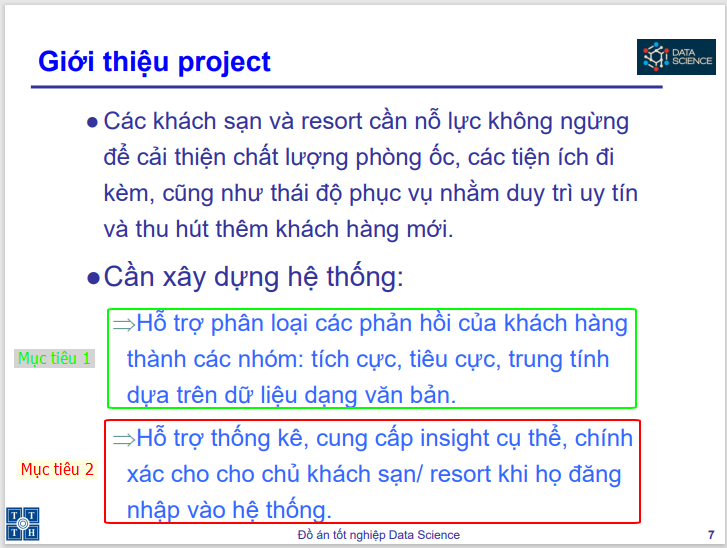 Giới thiệu project
DATA
SCIENCE
●Các khách sạn và resort cần nỗ lực không ngừng
để cải thiện chất lượng phòng ốc, các tiện ích đi
kèm, cũng như thái độ phục vụ nhằm duy trì uy tín
và thu hút thêm khách hàng mới.
●Cần xây dựng hệ thống:
⇒Hỗ trợ phân loại các phản hồi của khách hàng
Mục tiêu 1
thành các nhóm: tích cực, tiêu cực, trung tính
dựa trên dữ liệu dạng văn bản.
⇒Hỗ trợ thống kê, cung cấp insight cụ thể, chính
Mục tiêu 2
xác cho cho chủ khách sạn/ resort khi họ đăng
nhập vào hệ thống.
T T
T H
Đồ án tốt nghiệp Data Science
7